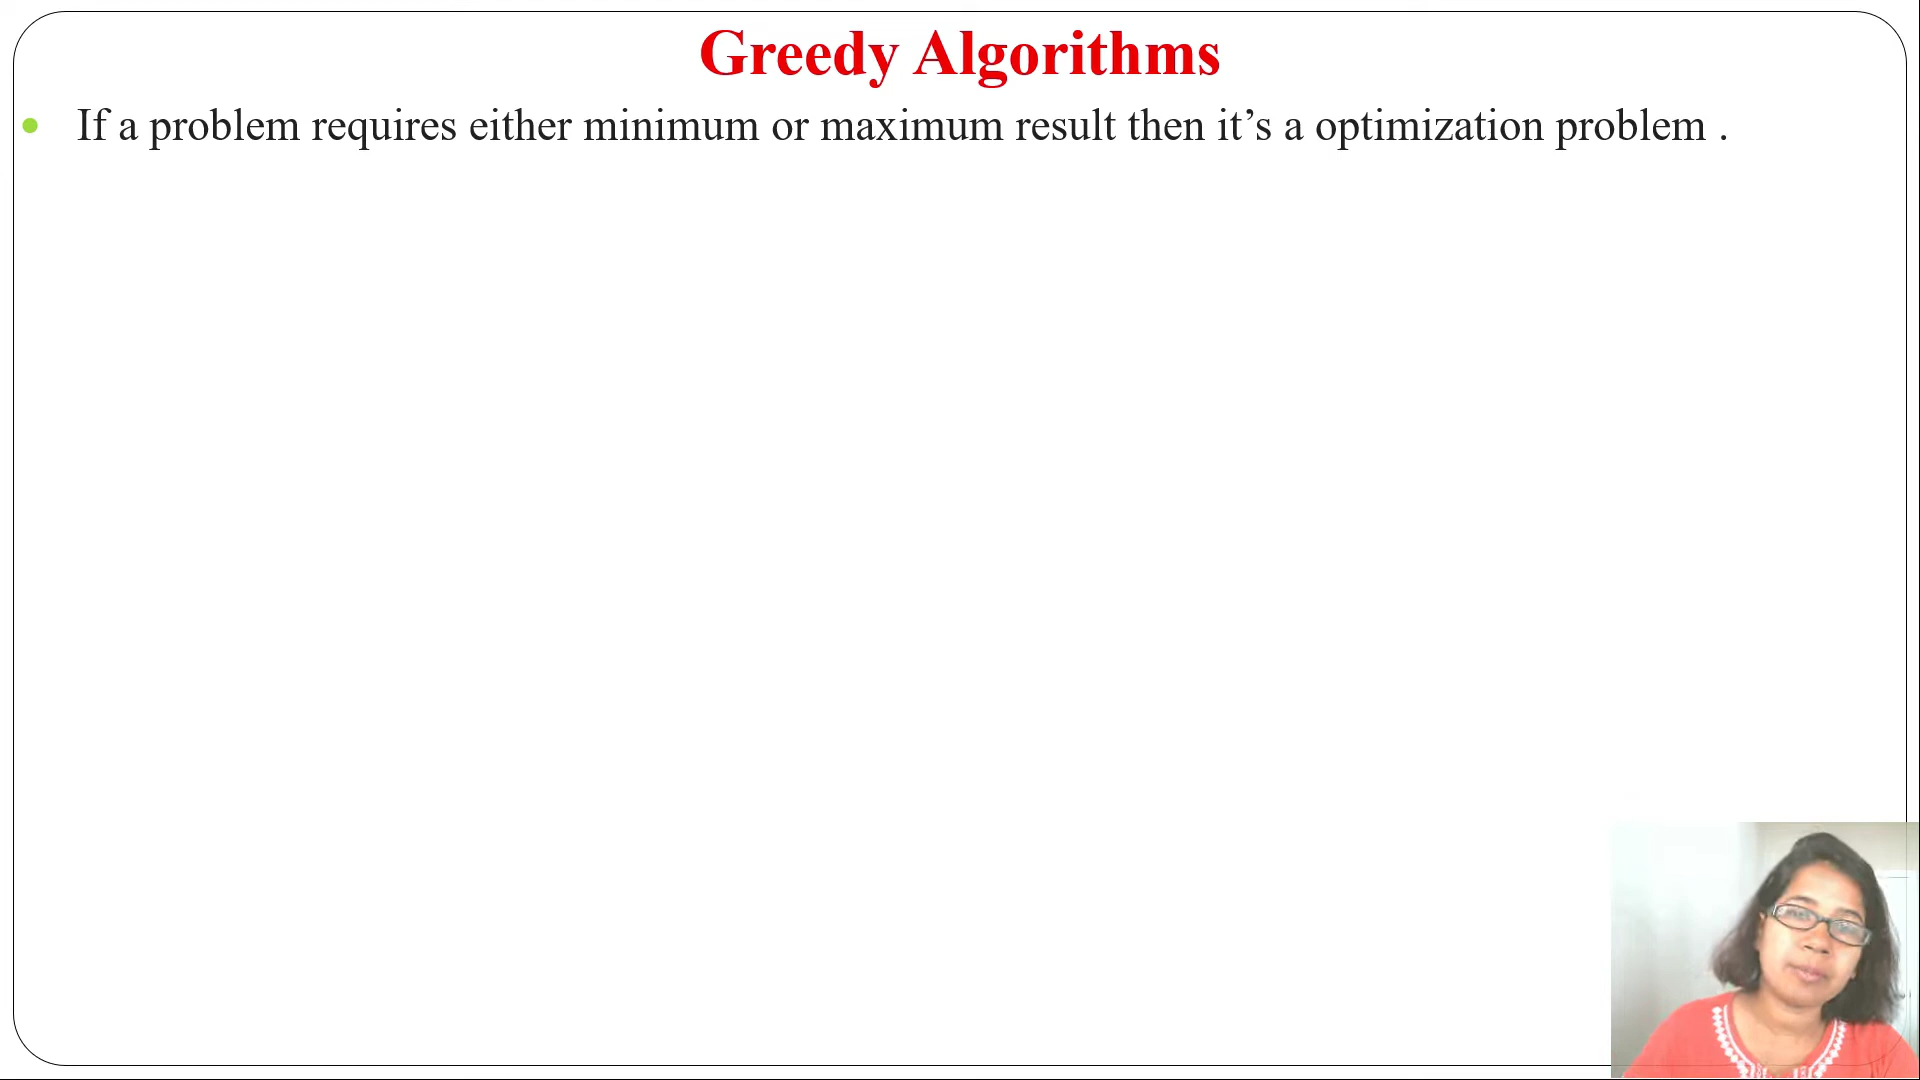 Greedy Algorithms
If a problem requires either minimum or maximum result then it’s a optimization problem .